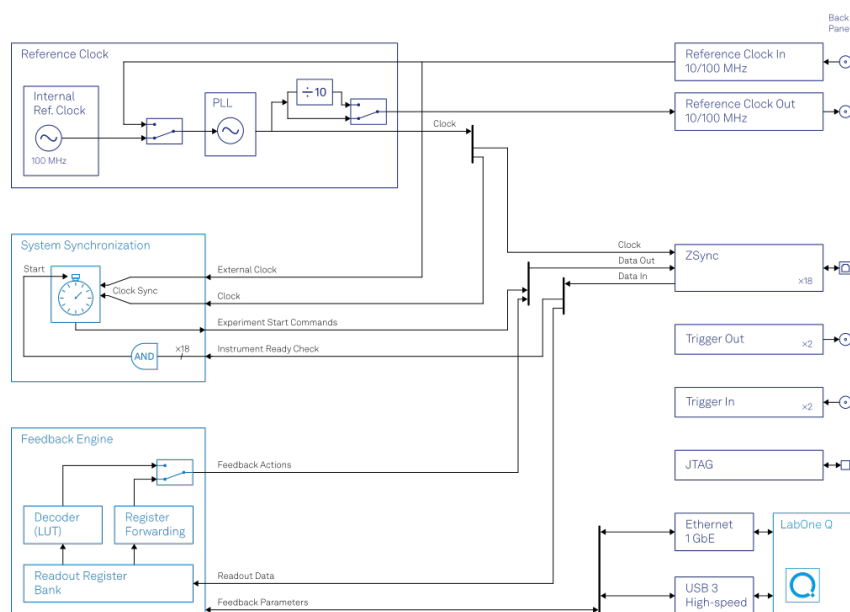 Back
Pane
Reference Clock
Reference Clock In
10/100 MHz
Internal
Ref. Clock
100 MHz
PLL
÷10
Reference Clock Out
10/100 MHz
Clock
System Synchronization
Start
Clock Sync
External Clock
Clock
Experiment Start Commands
AND
×18
Instrument Ready Check
Clock
Data Out
Data In
ZSync
×18
Trigger Out
×2
Trigger In
×2
JTAG
Feedback Engine
Feedback Actions
Decoder
(LUT)
Register
Forwarding
Readout Register
Bank
Readout Data
Feedback Parameters
Ethernet
1 GbE
LabOne Q
USB 3
High-speed